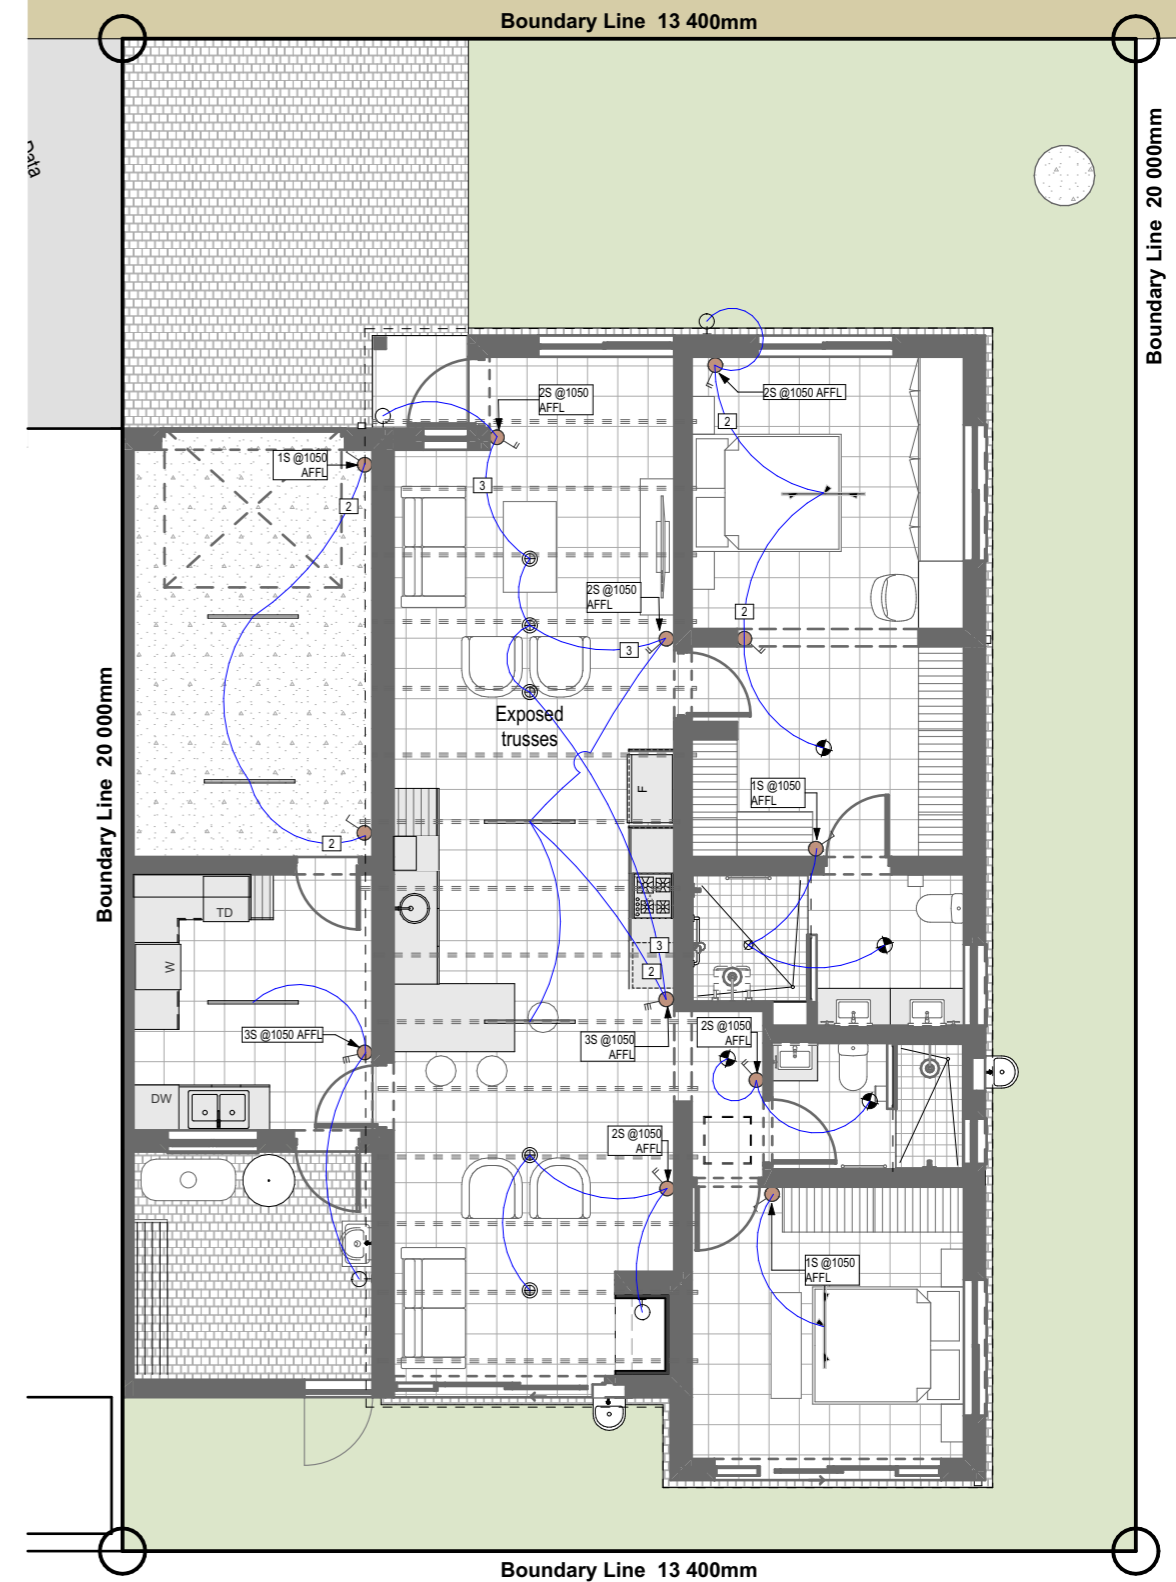 Boundary Line 13 400mm
Data
Boundary Line 20 000mm
2S @1050
AFFL
2S @1050 AFFL
2
1S @1050
AFFL
3
2
2S @1050
AFFL
2
3
Exposed
trusses
Boundary Line 20 000mm
F
1S @1050
AFFL
2
TD
W
3
2
3S @1050 AFFL
3S @1050
AFFL
2S @1050
AFFL
DW
2S @1050
AFFL
1S @1050
AFFL
Boundary Line 13 400mm